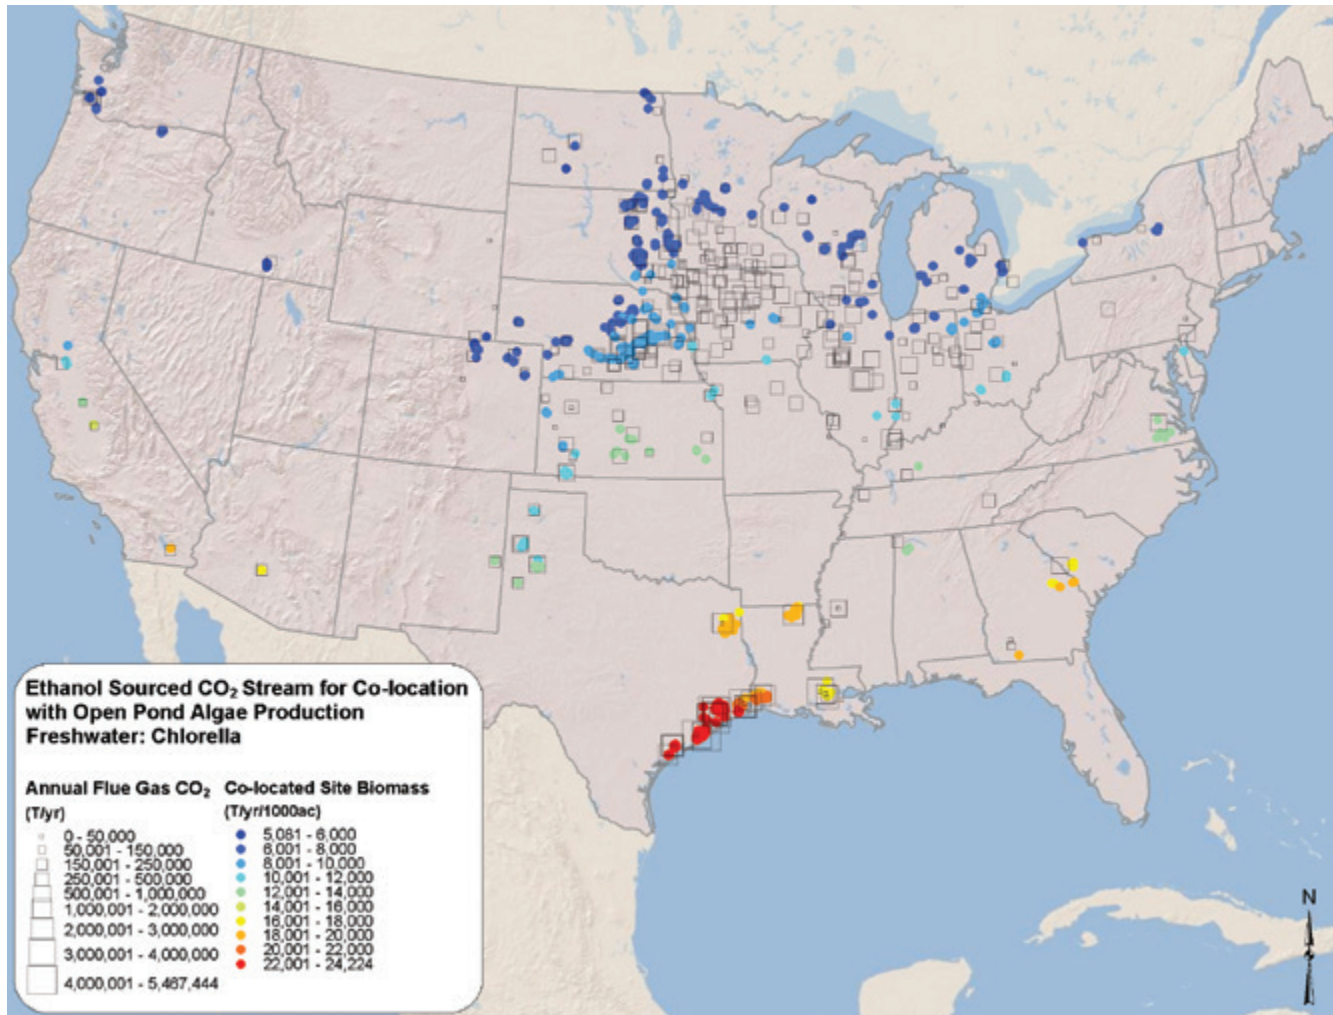 Ethanol Sourced CO₂ Stream for Co-location
with Open Pond Algae Production
Freshwater: Chlorella
Annual Flue Gas CO₂
(T/yr)
0 - 50,000
50,001 - 150,000
150,001 - 250,000
250,001 - 500,000
500,001 - 1,000,000
1,000,001 - 2,000,000
2,000,001 - 3,000,000
3,000,001 - 4,000,000
4,000,001 - 5,467,444
Co-located Site Biomass
(T/yr/1000ac)
5,061 - 6,000
6,001 - 8,000
8,001 - 10,000
10,001 - 12,000
12,001 - 14,000
14,001 - 16,000
16,001 - 18,000
18,001 - 20,000
20,001 - 22,000
22,001 - 24,224
N